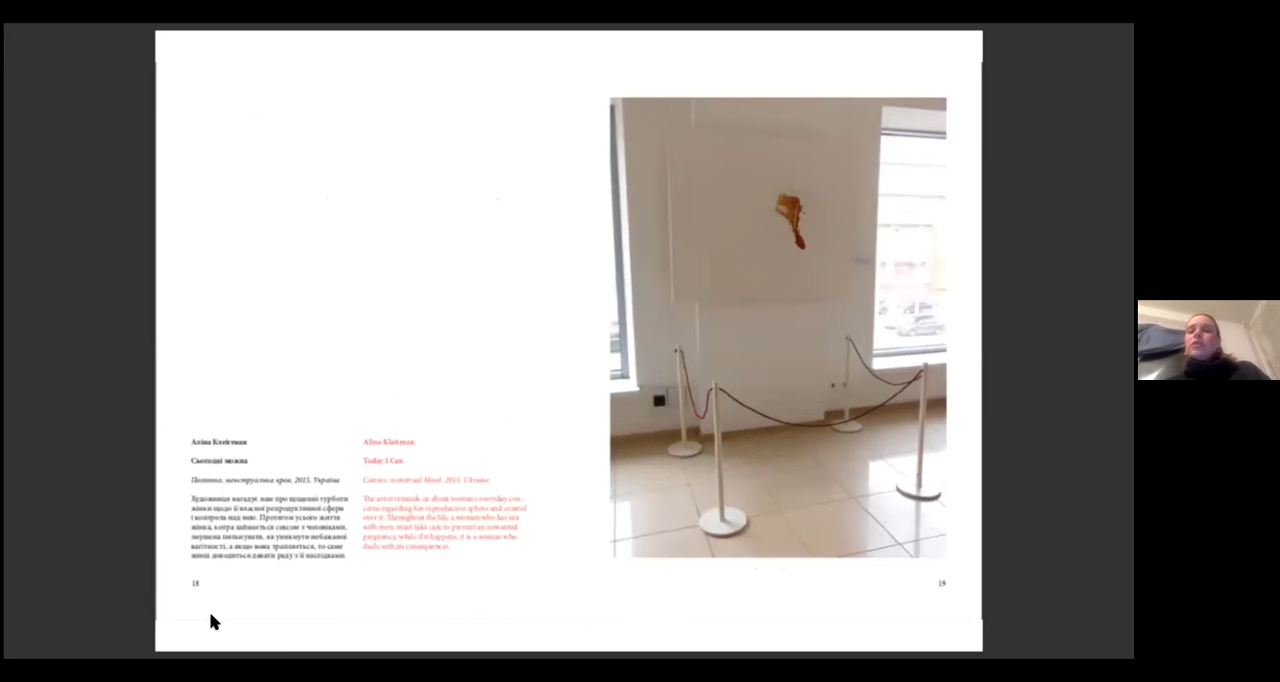 Аліна Клейтман
Сьогодні можна
Полотно, менструальна кров, 2015, Україна
Художниця нагадує нам про щоденні турботи
жінки щодо її власної репродуктивної сфери
і контроль над нею. Протягом усього життя
жінка, котра займається сексом з чоловіками,
змушена пильнувати, як уникнути небажаної
вагітності, а якщо вона трапляється, то саме
жінці доводиться давати раду з її наслідками.
18
Alina Kleitman
Today I Can
Canvas, menstrual blood, 2015, Ukraine
The artist reminds us about woman's everyday con-
cerns regarding her reproductive sphere and control
over it. Throughout the life, a woman who has sex
with men, must take care to prevent an unwanted
pregnancy, while if it happens, it is a woman who
deals with its consequences.
19